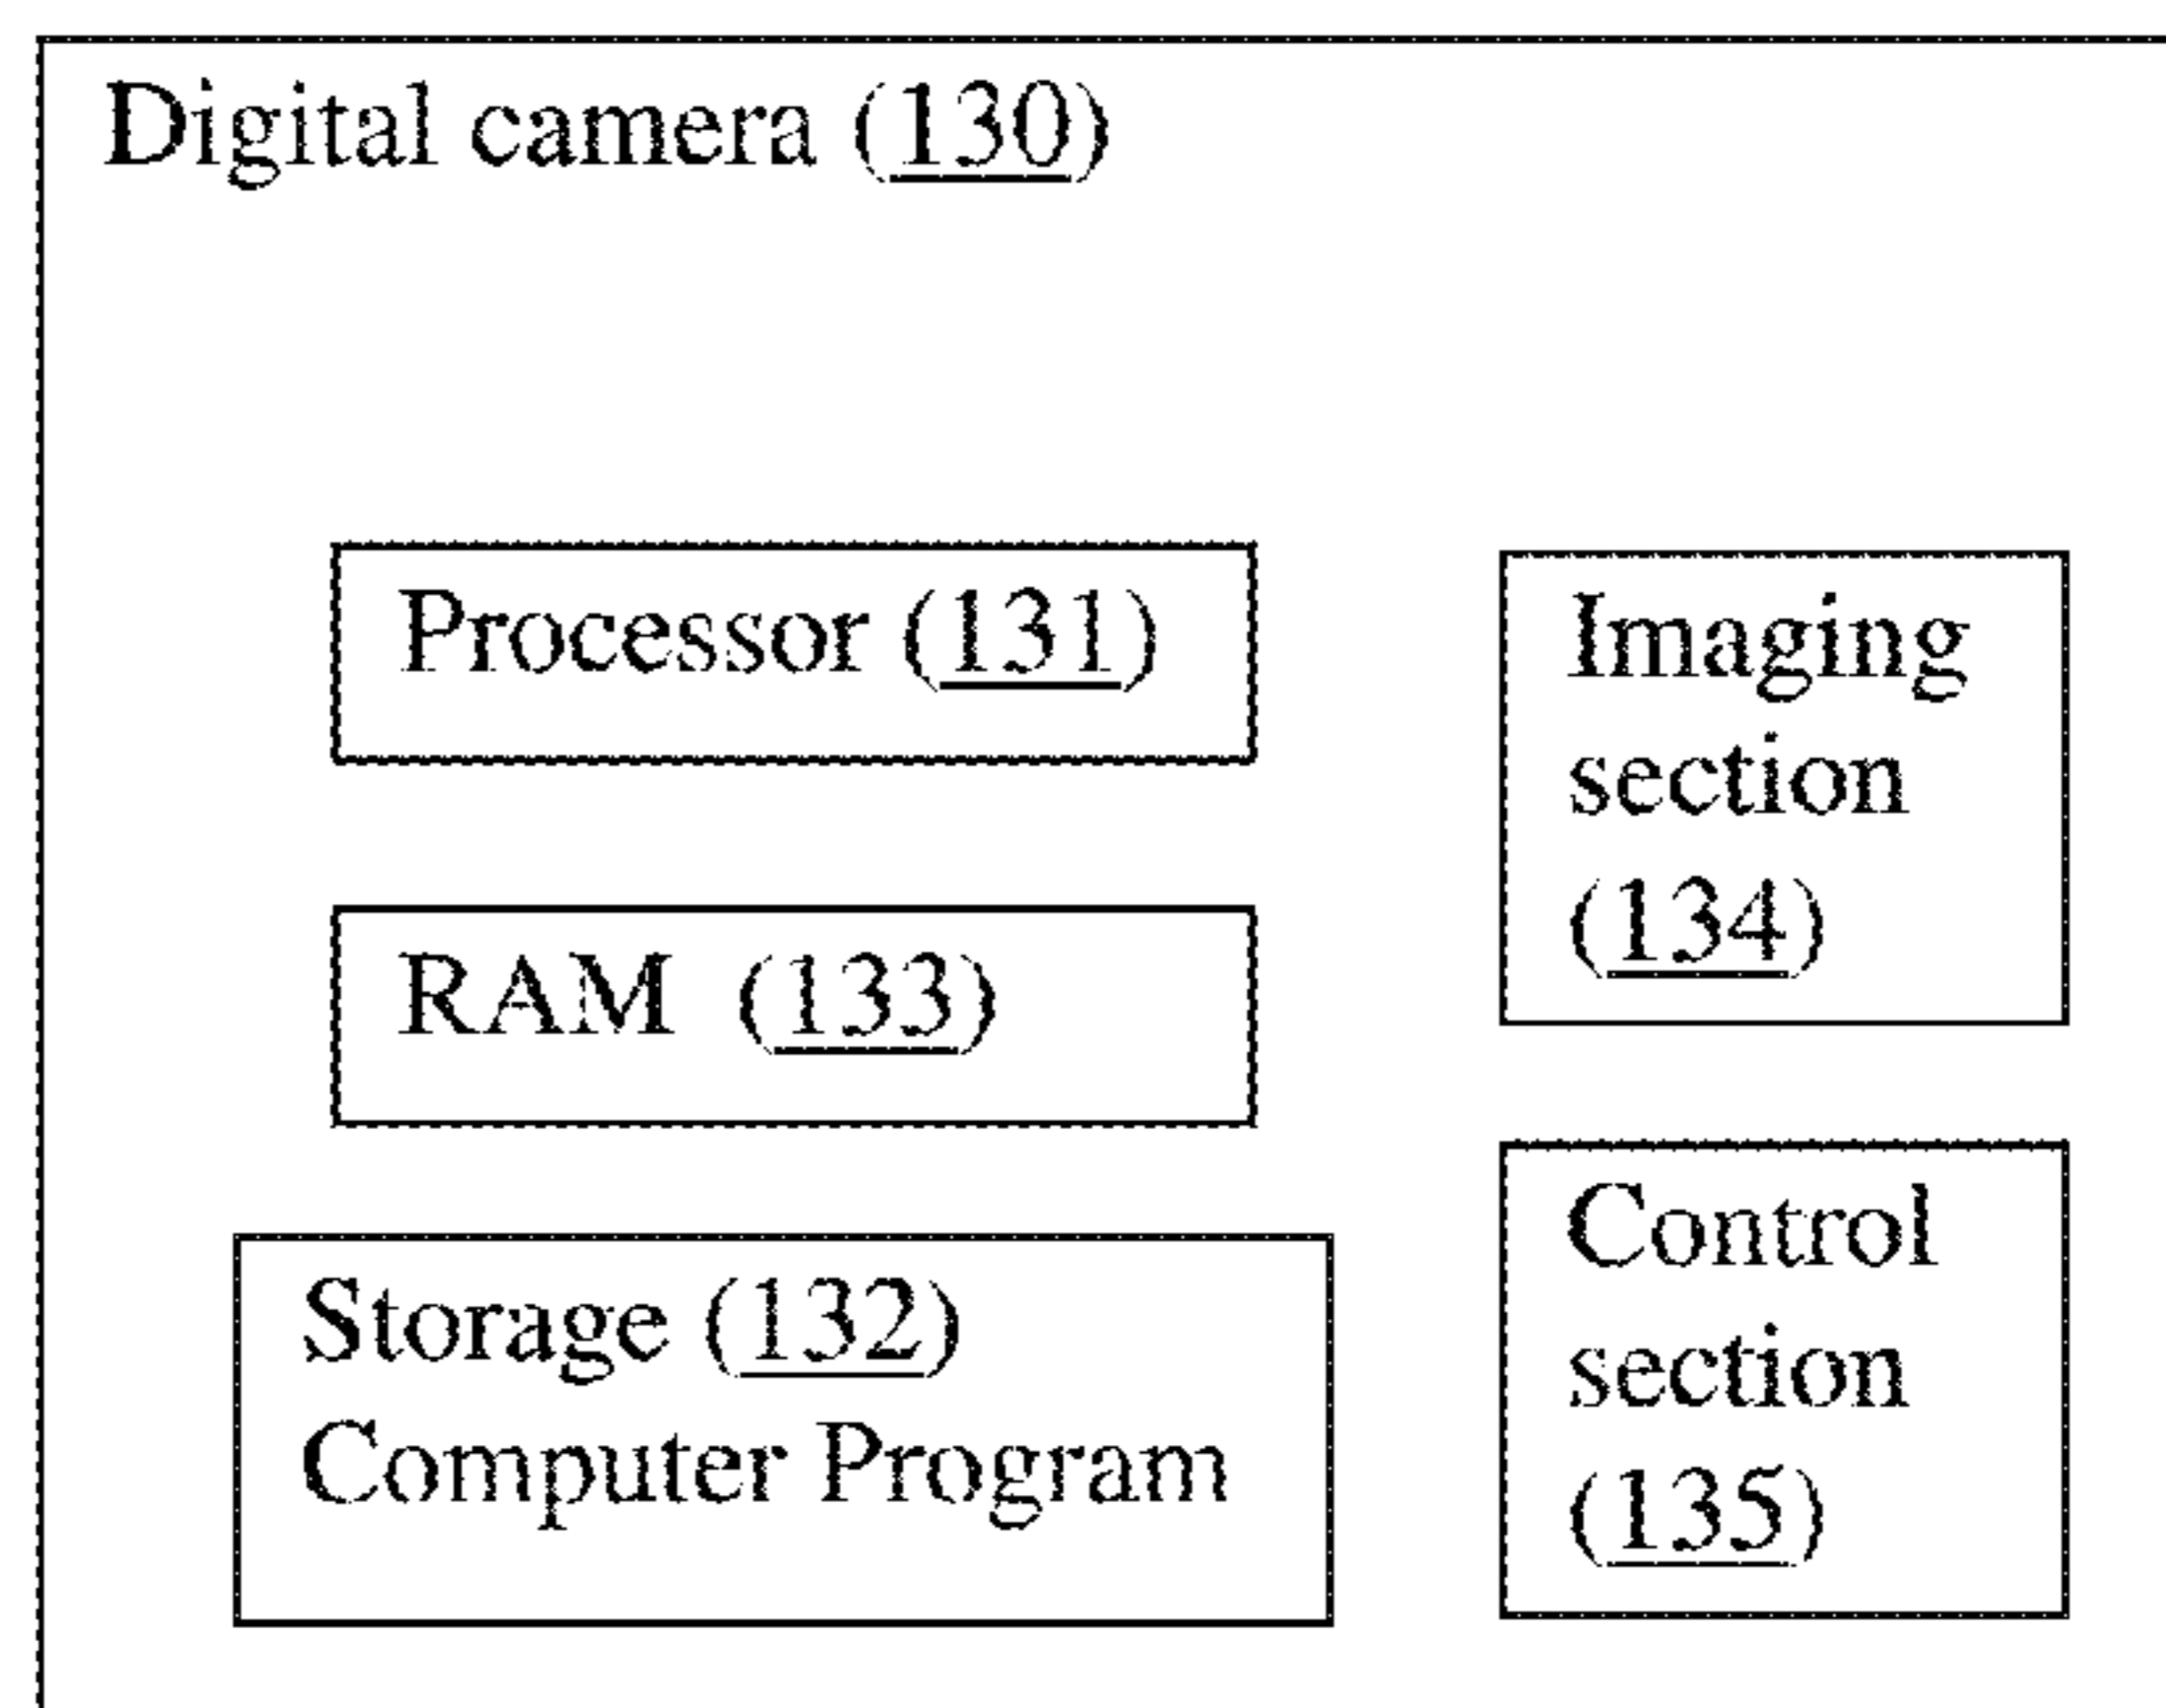 Digital camera (130)
Processor (131)
RAM (133)
Storage (132)
Computer Program
Imaging
section
(134)
Control
section
(135)